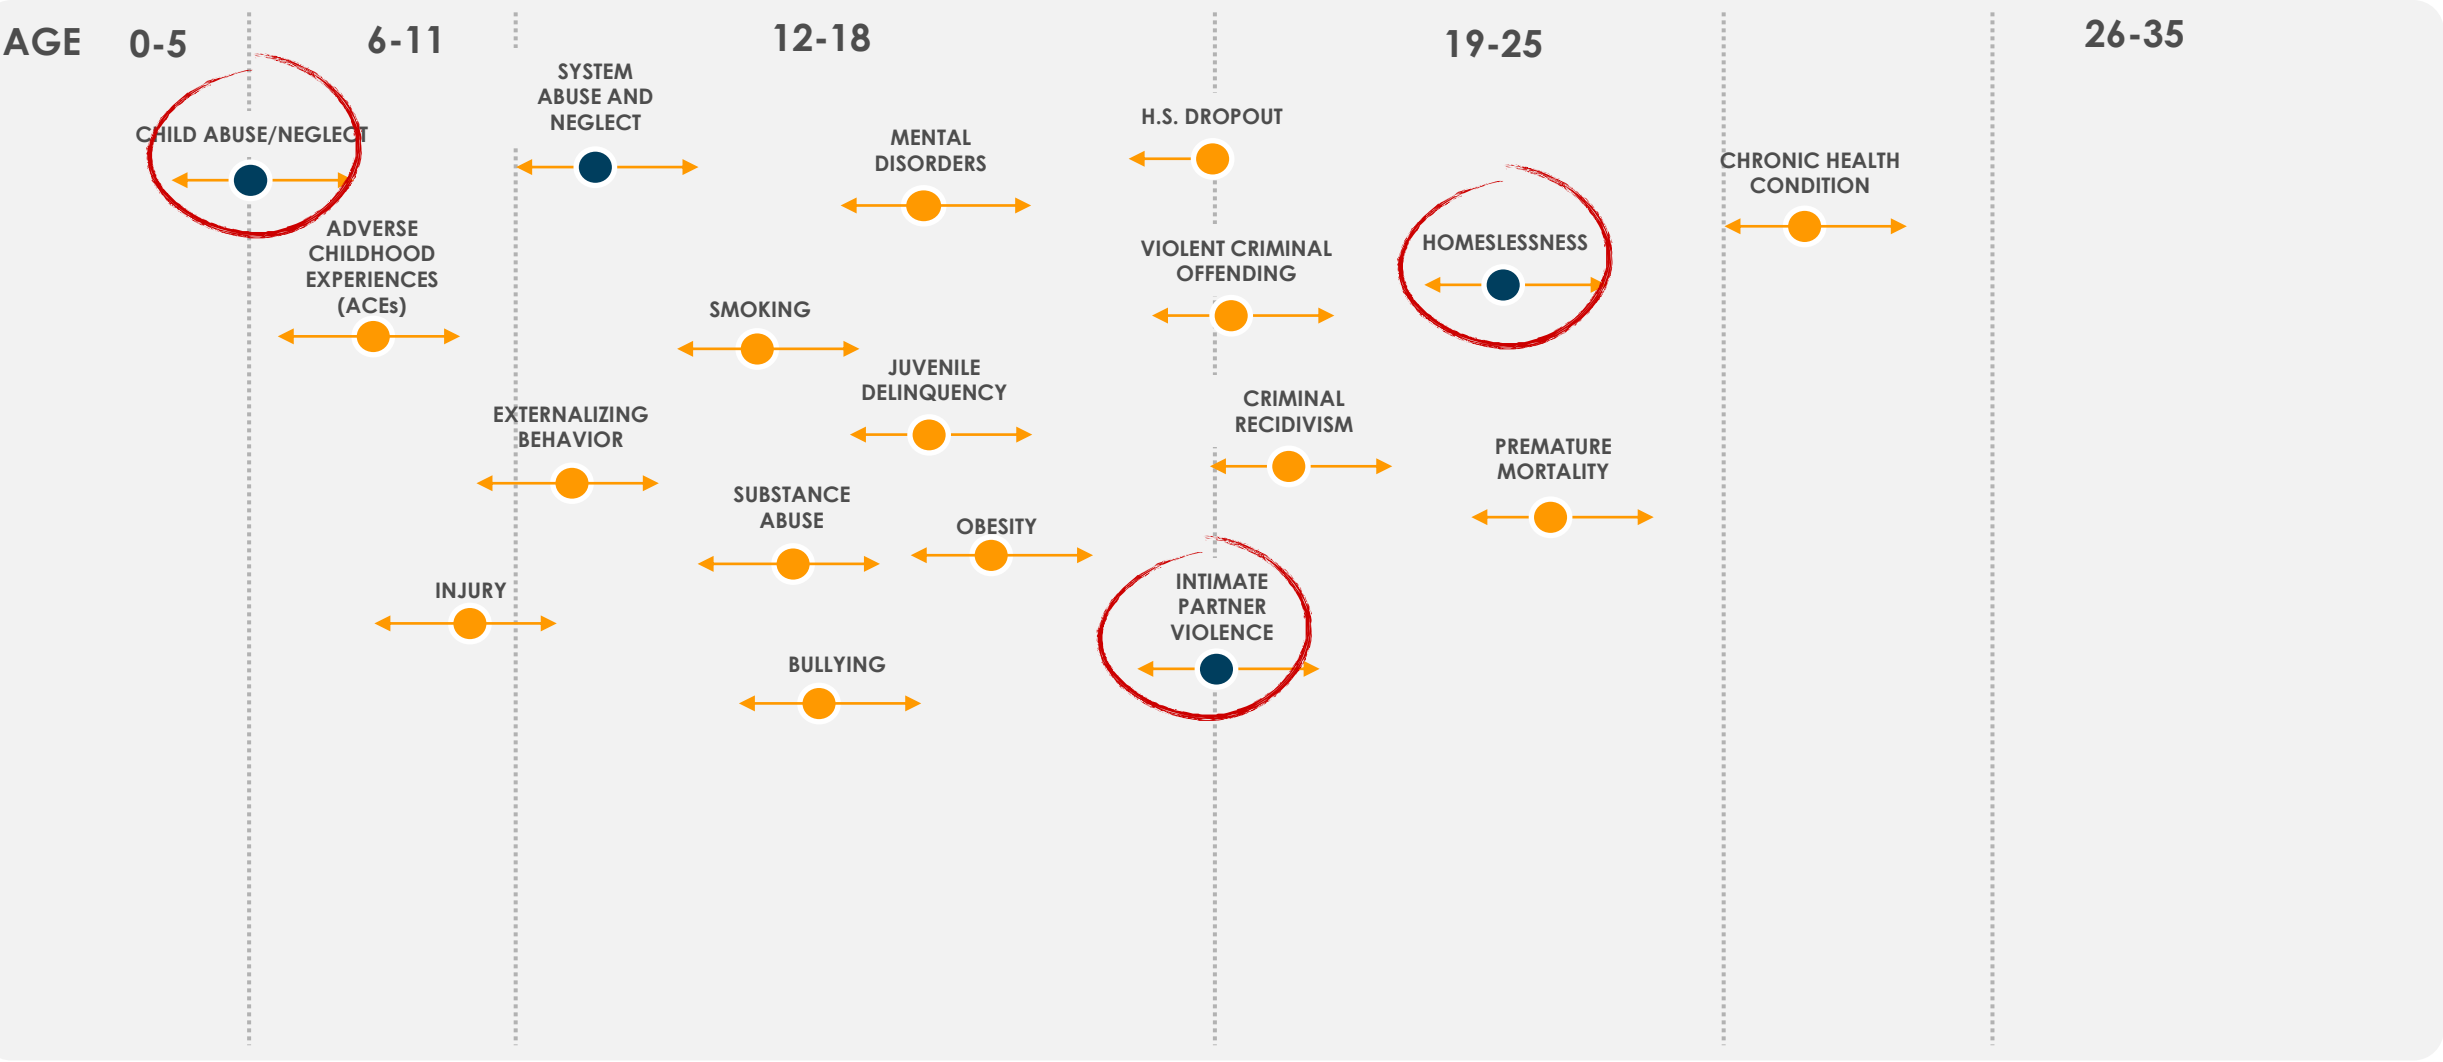 AGE 0-5 6-11 12-18 19-25 26-35
CHILD ABUSE/NEGLECT
SYSTEM
ABUSE AND
NEGLECT
MENTAL
DISORDERS
H.S. DROPOUT
CHRONIC HEALTH
CONDITION
ADVERSE
CHILDHOOD
EXPERIENCES
(ACEs)
VIOLENT CRIMINAL
OFFENDING
HOMESLESSNESS
SMOKING
JUVENILE
DELINQUENCY
EXTERNALIZING
BEHAVIOR
CRIMINAL
RECIDIVISM
PREMATURE
MORTALITY
SUBSTANCE
ABUSE
OBESITY
INJURY
INTIMATE
PARTNER
VIOLENCE
BULLYING